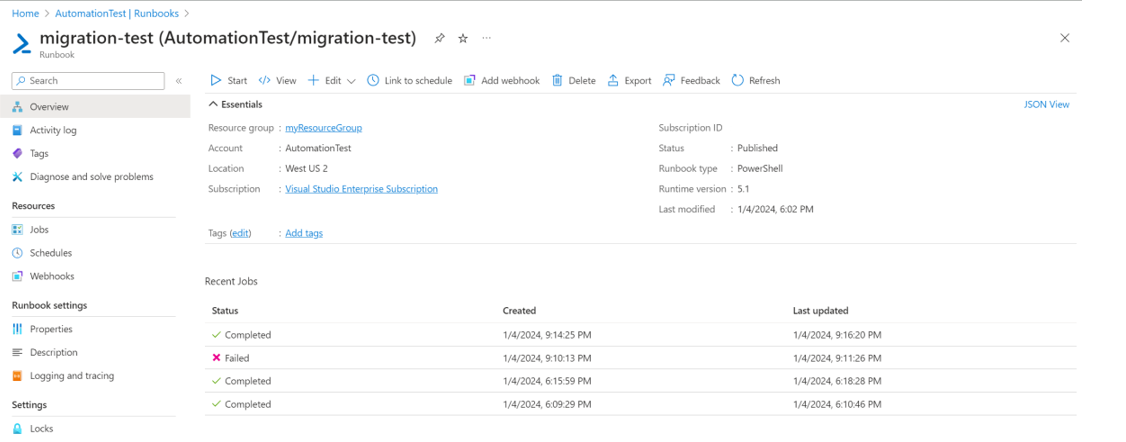 Home > AutomationTest | Runbooks >
migration-test (AutomationTest/migration-test) ...
Runbook
Search «
Start View Edit Link to schedule Add webhook Delete Export Feedback Refresh
Overview
Activity log
Tags
Diagnose and solve problems
Resources
Jobs
Schedules
Webhooks
Runbook settings
Properties
Description
Logging and tracing
Settings
Locks
Essentials JSON View
Resource group : myResourceGroup
Account : AutomationTest
Location : West US 2
Subscription : Visual Studio Enterprise Subscription
Subscription ID
Status : Published
Runbook type : PowerShell
Runtime version : 5.1
Last modified : 1/4/2024, 6:02 PM
Tags (edit) : Add tags
Recent Jobs
Status Created Last updated
Completed 1/4/2024, 9:14:25 PM 1/4/2024, 9:16:20 PM
Failed 1/4/2024, 9:10:13 PM 1/4/2024, 9:11:26 PM
Completed 1/4/2024, 6:15:59 PM 1/4/2024, 6:18:28 PM
Completed 1/4/2024, 6:09:29 PM 1/4/2024, 6:10:46 PM